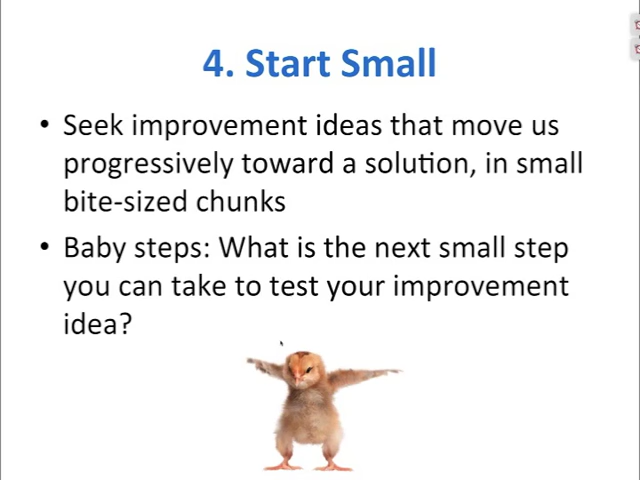 4. Start Small
• Seek improvement ideas that move us
progressively toward a solution, in small
bite-sized chunks
• Baby steps: What is the next small step
you can take to test your improvement
idea?